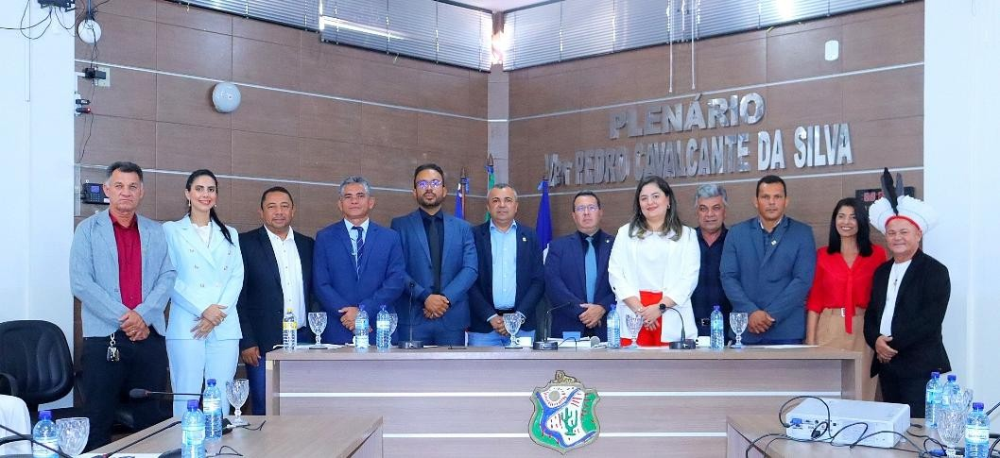 PLENÁRIO
Ver PEDRO CAVALCANTE DA SILVA